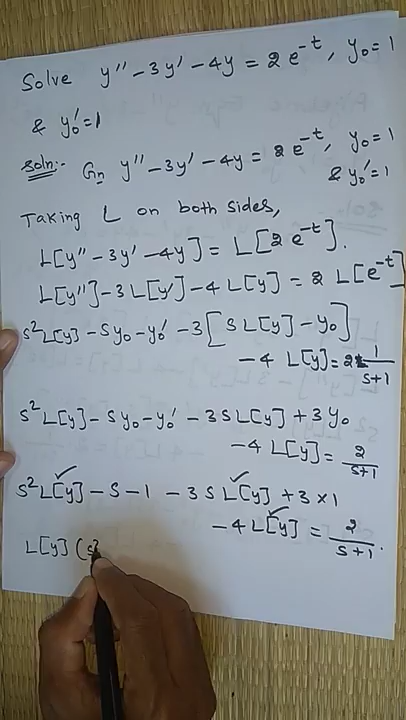 Solve y'' - 3y' - 4y = 2e^-t, y₀ = 1
& y₀' = 1
Soln:- Gn y'' - 3y' - 4y = 2e^-t, y₀ = 1
& y₀' = 1
Taking L on both sides,
L[y'' - 3y' - 4y] = L[2e^-t].
L[y''] - 3L[y'] - 4L[y] = 2L[e^-t]
s²L[y] - sy₀ - y₀' - 3[sL[y] - y₀]
- 4L[y] = 2 1/(s+1)
s²L[y] - sy₀ - y₀' - 3sL[y] + 3y₀
- 4L[y] = 2/(s+1)
s²L[y] - s - 1 - 3sL[y] + 3×1
- 4L[y] = 2/(s+1).
L[y] (s²